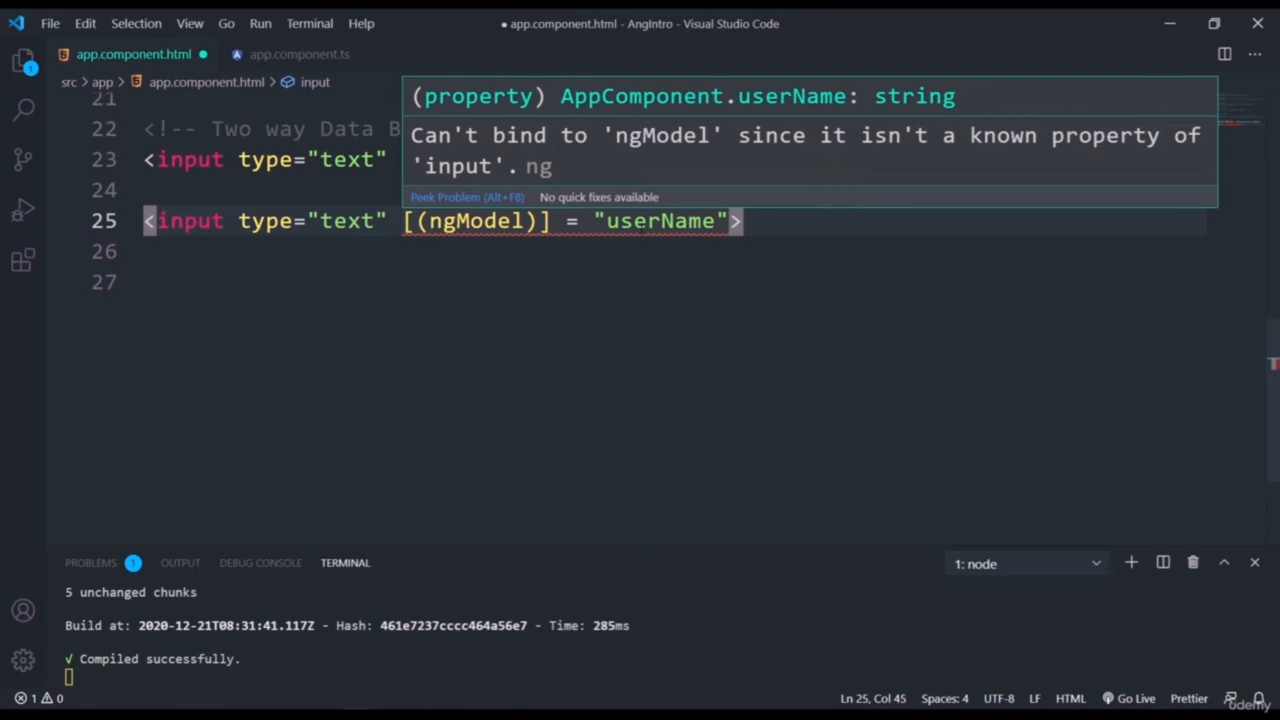 File Edit Selection View Go Run Terminal Help
● app.component.html - AngIntro - Visual Studio Code
app.component.html ●
app.component.ts
src > app > app.component.html > input
1
21
22 <!-- Two way Data B
23 <input type="text"
24
25 <input type="text" [(ngModel)] = "userName">
26
27
(property) AppComponent.userName: string
Can't bind to 'ngModel' since it isn't a known property of
'input'. ng
Peek Problem (Alt+F8) No quick fixes available
PROBLEMS 1 OUTPUT DEBUG CONSOLE TERMINAL
1: node
5 unchanged chunks
Build at: 2020-12-21T08:31:41.117Z - Hash: 461e7237cccc464a56e7 - Time: 285ms
√ Compiled successfully.
1 0
Ln 25, Col 45 Spaces: 4 UTF-8 LF HTML Go Live Prettier
udemy